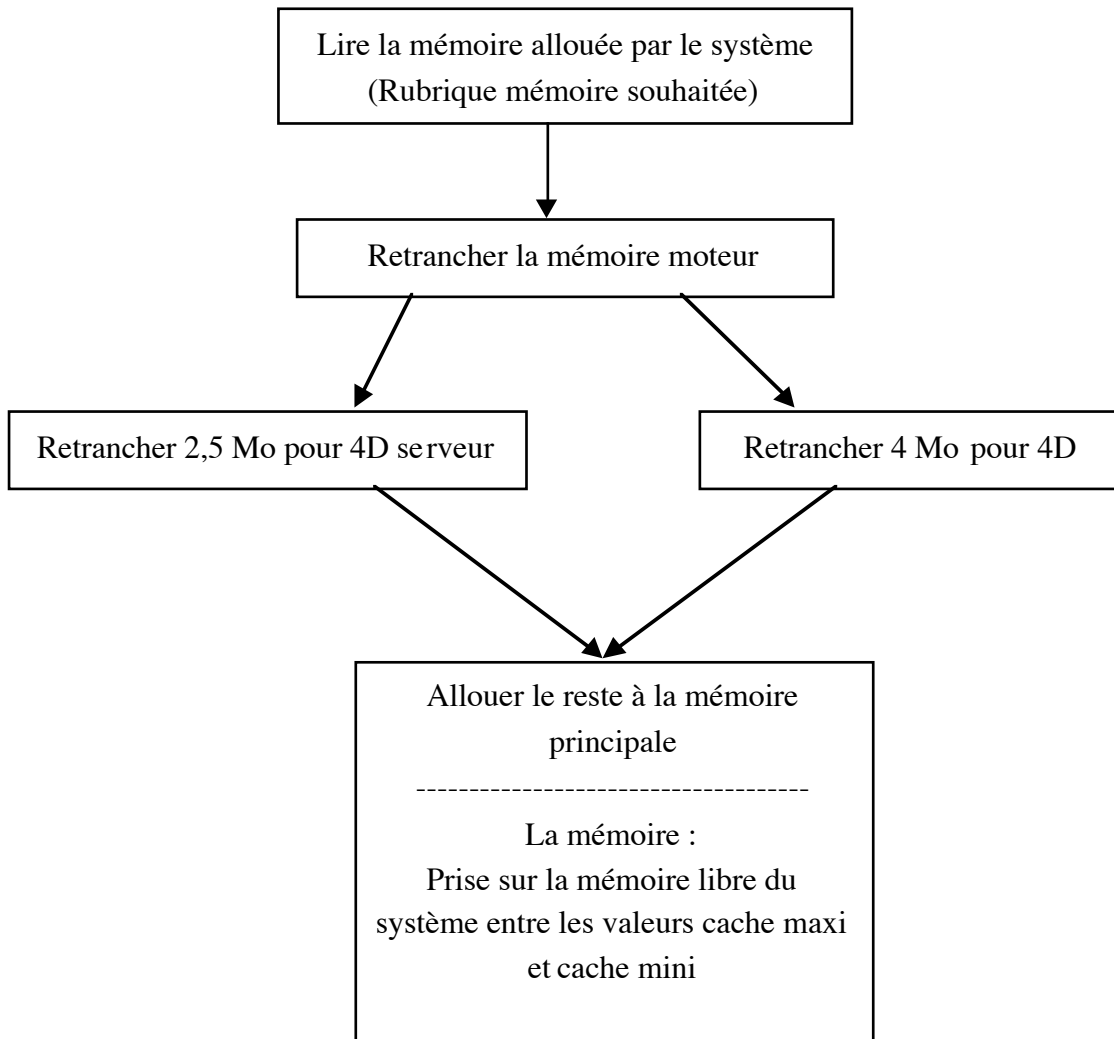 Lire la mémoire allouée par le système
(Rubrique mémoire souhaitée)
Retrancher la mémoire moteur
Retrancher 2,5 Mo pour 4D serveur
Retrancher 4 Mo pour 4D
Allouer le reste à la mémoire
principale
-------------------------------------
La mémoire :
Prise sur la mémoire libre du
système entre les valeurs cache maxi
et cache mini